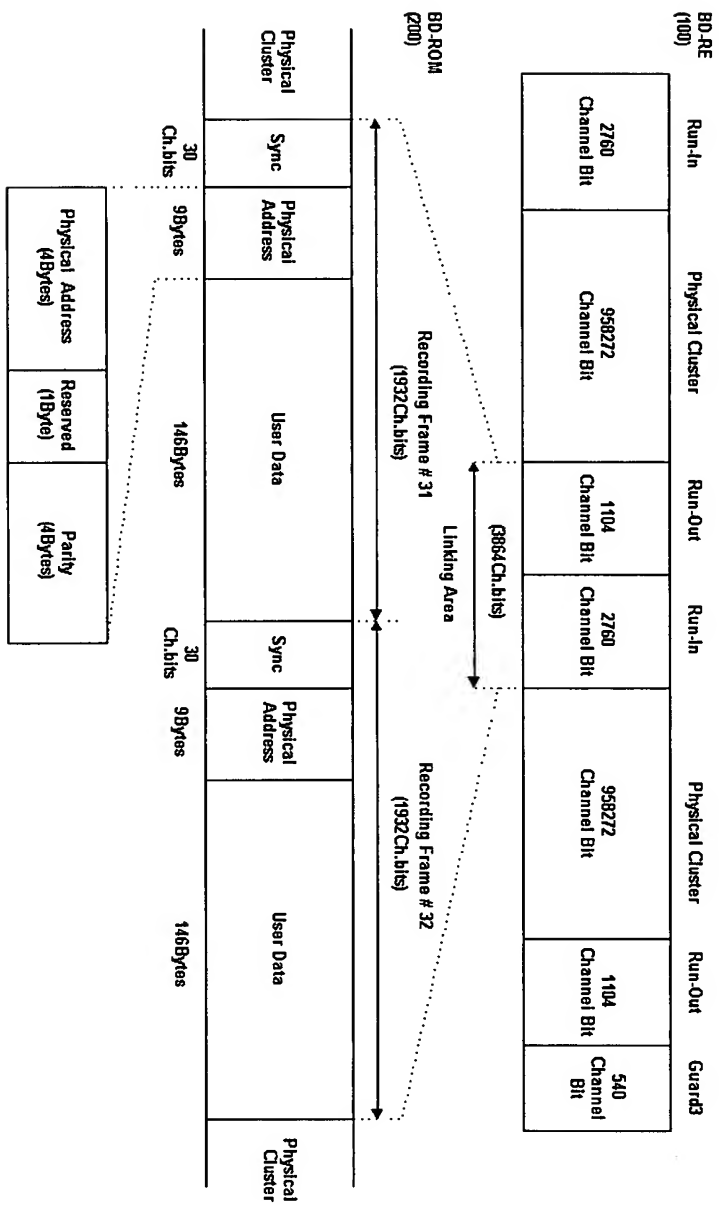 BD-RE
(100)
Run-In
Physical Cluster
Run-Out
Run-In
Physical Cluster
Run-Out
Guard3
2760
Channel Bit
958272
Channel Bit
1104
Channel Bit
2760
Channel Bit
958272
Channel Bit
1104
Channel Bit
540
Channel
Bit
(3864Ch.bits)
Linking Area
BD-ROM
(200)
Recording Frame # 31
(1932Ch.bits)
Recording Frame # 32
(1932Ch.bits)
Physical
Cluster
Sync
Physical
Address
User Data
Sync
Physical
Address
User Data
Physical
Cluster
30
Ch.bits
9Bytes
146Bytes
30
Ch.bits
9Bytes
146Bytes
Physical Address
(4Bytes)
Reserved
(1Byte)
Parity
(4Bytes)